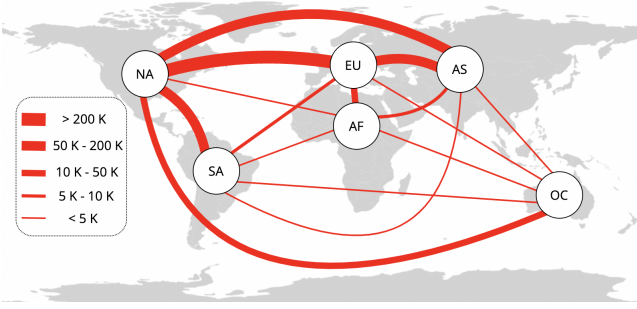 NA
EU
AS
AF
SA
OC
> 200 K
50 K - 200 K
10 K - 50 K
5 K - 10 K
< 5 K